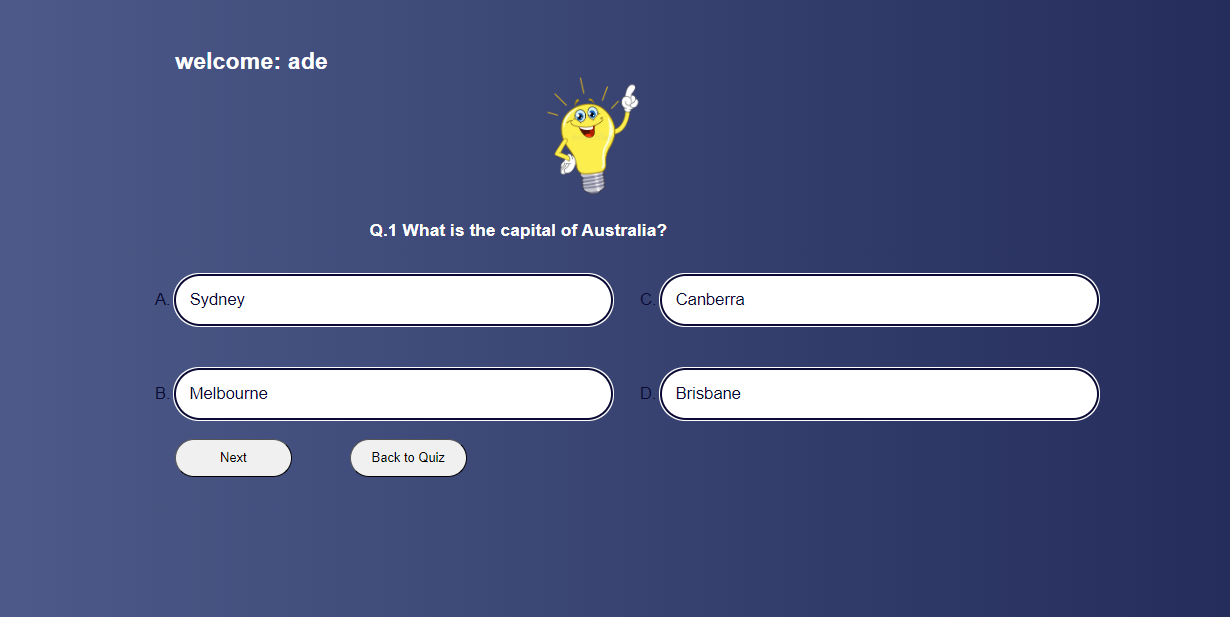 welcome: ade
Q.1 What is the capital of Australia?
A. Sydney
C. Canberra
B. Melbourne
D. Brisbane
Next
Back to Quiz